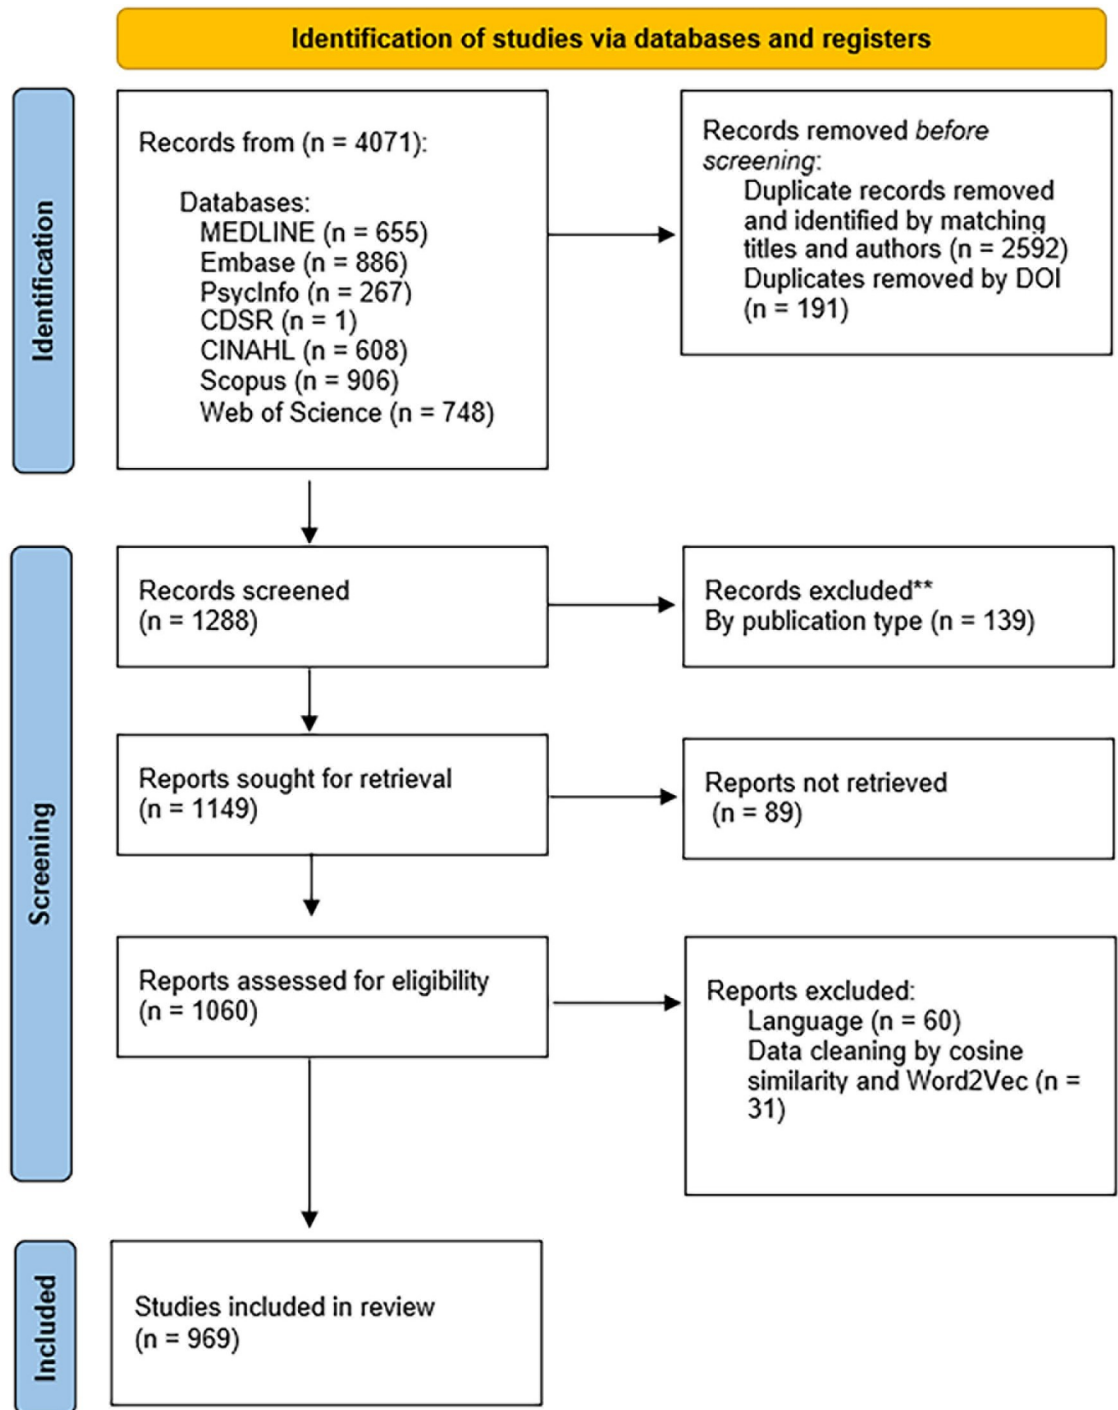 Identification of studies via databases and registers
Identification
Records from (n = 4071):
Databases:
MEDLINE (n = 655)
Embase (n = 886)
PsycInfo (n = 267)
CDSR (n = 1)
CINAHL (n = 608)
Scopus (n = 906)
Web of Science (n = 748)
Records removed before
screening:
Duplicate records removed
and identified by matching
titles and authors (n = 2592)
Duplicates removed by DOI
(n = 191)
Screening
Records screened
(n = 1288)
Records excluded**
By publication type (n = 139)
Reports sought for retrieval
(n = 1149)
Reports not retrieved
(n = 89)
Reports assessed for eligibility
(n = 1060)
Reports excluded:
Language (n = 60)
Data cleaning by cosine
similarity and Word2Vec (n =
31)
Included
Studies included in review
(n = 969)